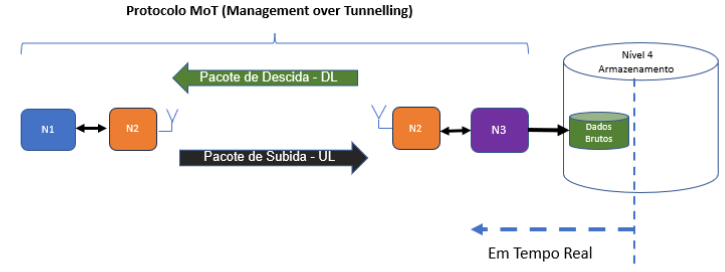 Protocolo MoT (Management over Tunnelling)
Nível 4
Armazenamento
Pacote de Descida - DL
N1
N2
N2
N3
Dados
Brutos
Pacote de Subida - UL
Em Tempo Real